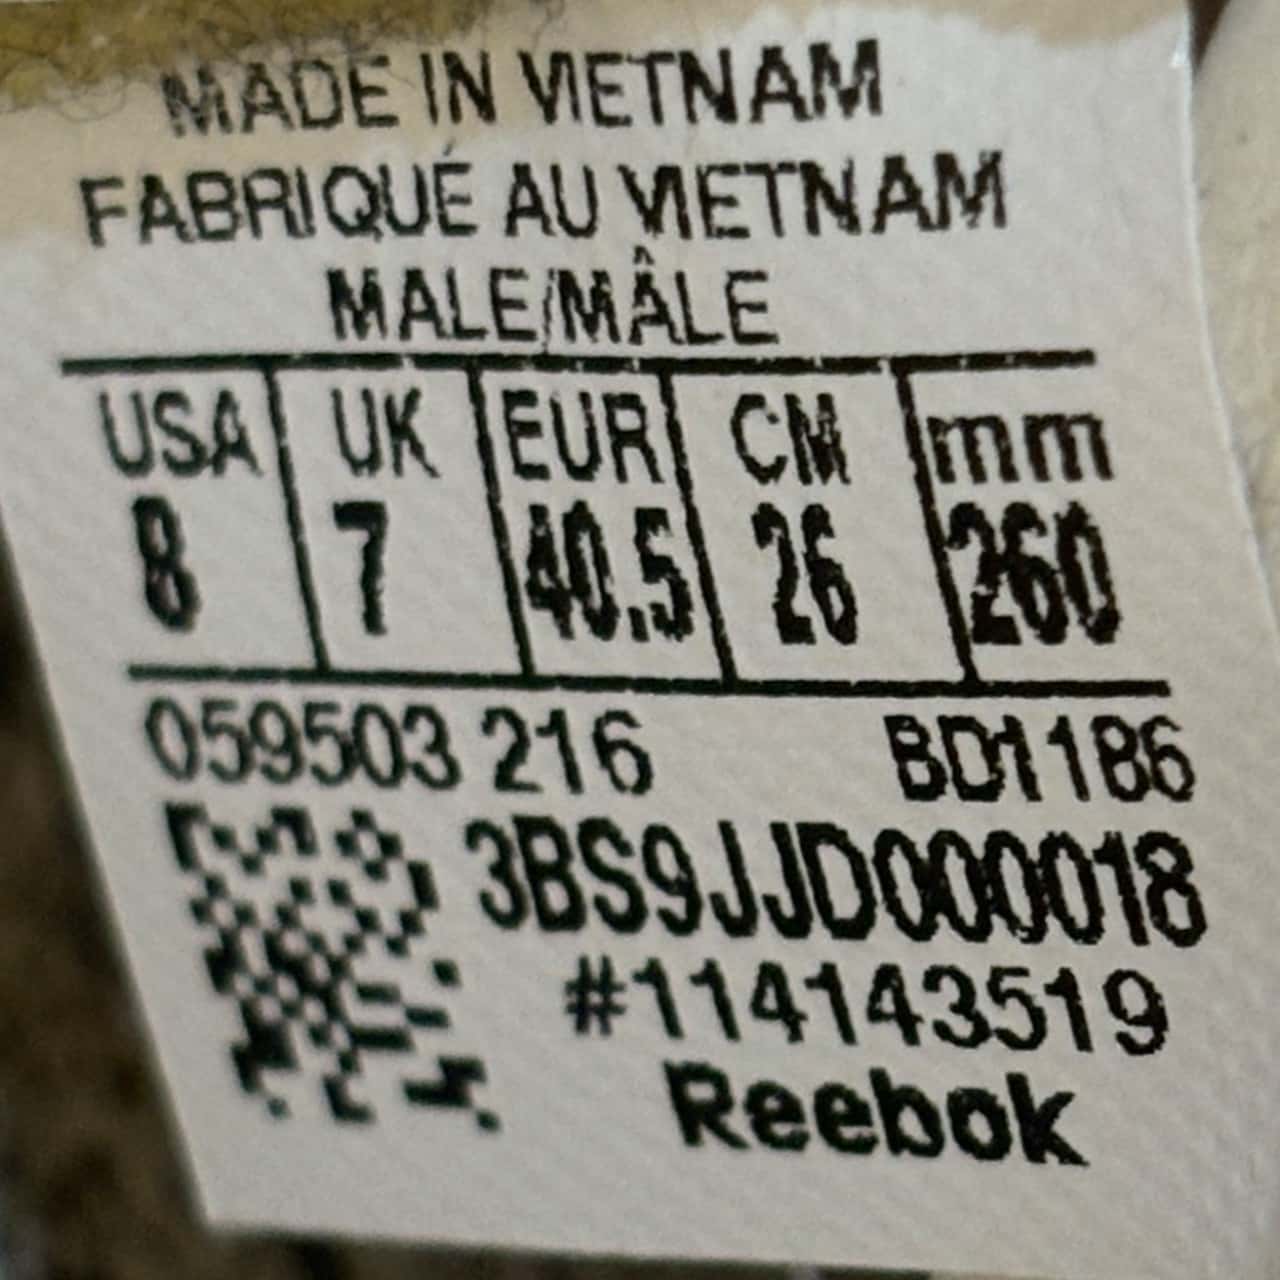 MADE IN VIETNAM
FABRIQUÉ AU VIETNAM
MALE/MÂLE
USA UK EUR CM mm
8 7 40.5 26 260
059503 216 BD1186
3BS9JJD000018
#114143519
Reebok